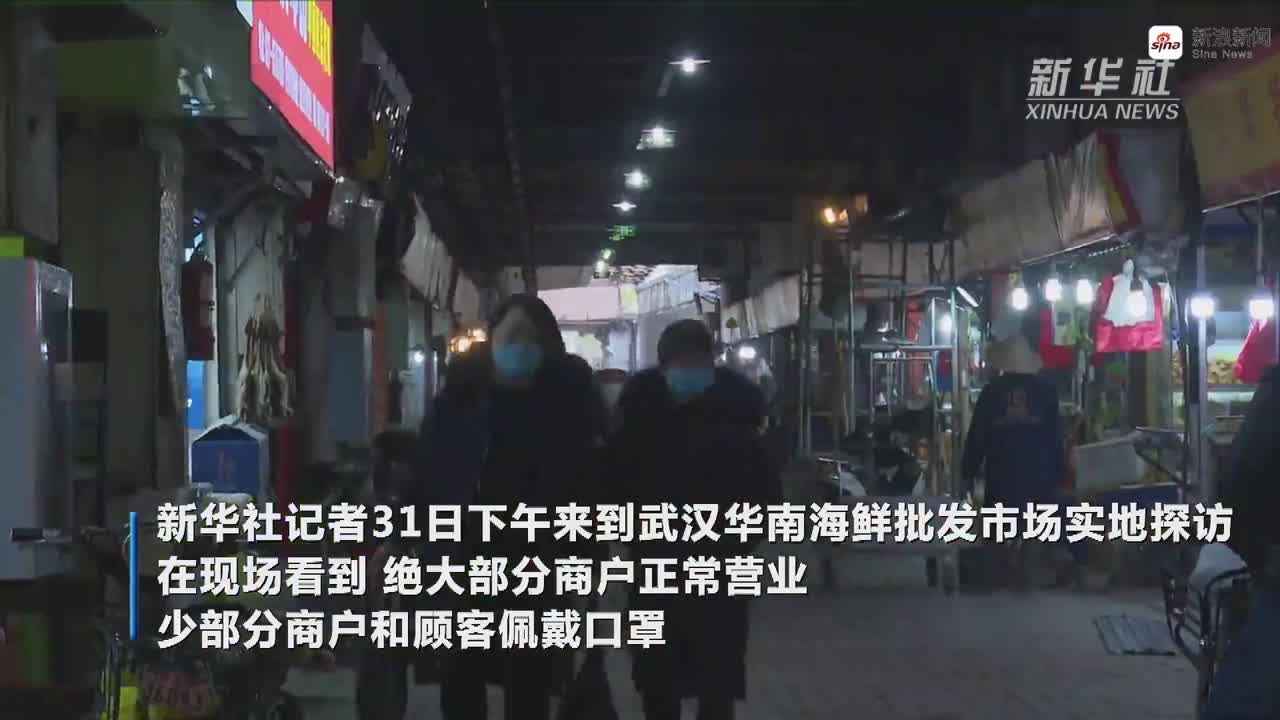 新浪新闻
Sina News
sina
新华社
XINHUA NEWS
新华社记者31日下午来到武汉华南海鲜批发市场实地探访
在现场看到 绝大部分商户正常营业
少部分商户和顾客佩戴口罩